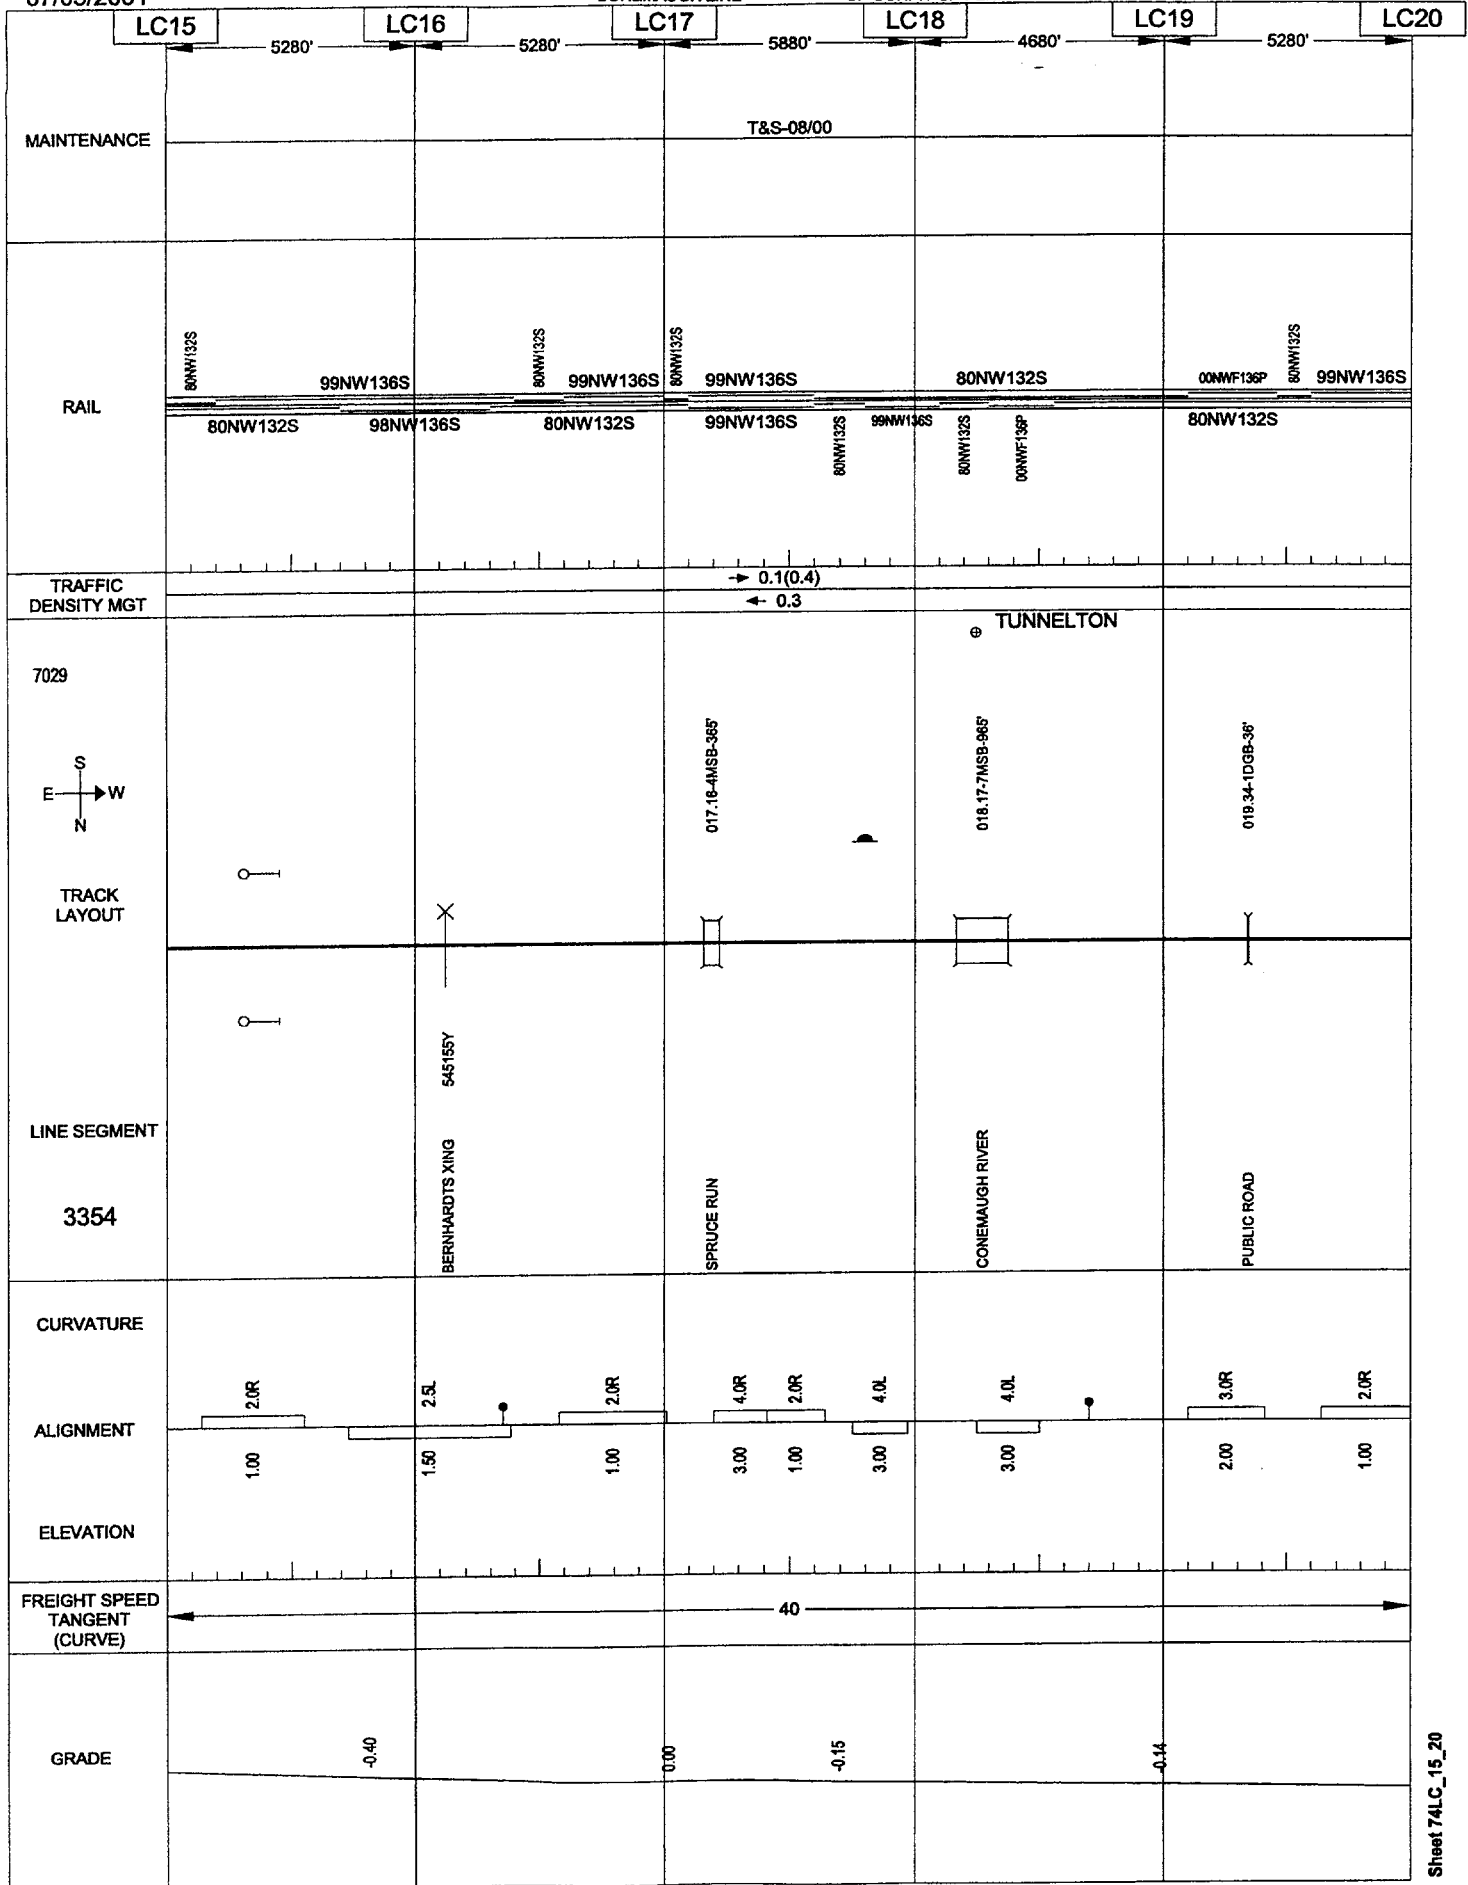 LC15 LC16 LC17 LC18 LC19 LC20
5280' 5280' 5880' 4680' 5280'
MAINTENANCE
T&S-08/00
RAIL
80NW132S 80NW132S 80NW132S 80NW132S
99NW136S 99NW136S 99NW136S 80NW132S 00NWF136P 99NW136S
80NW132S 98NW136S 80NW132S 99NW136S 99NW136S 80NW132S
80NW132S 80NW132S 00NWF136P
TRAFFIC
DENSITY MGT
→ 0.1(0.4)
← 0.3
TUNNELTON
7029
S
E W
N
017.16-4MSB-365'
018.17-7MSB-965'
019.34-1DGB-36'
TRACK
LAYOUT
545155Y
LINE SEGMENT
3354
BERNHARDTS XING
SPRUCE RUN
CONEMAUGH RIVER
PUBLIC ROAD
CURVATURE
2.0R 2.5L 2.0R 4.0R 2.0R 4.0L 4.0L 3.0R 2.0R
ALIGNMENT
1.00 1.50 1.00 3.00 1.00 3.00 3.00 2.00 1.00
ELEVATION
FREIGHT SPEED
TANGENT
(CURVE)
40
GRADE
-0.40 0.00 -0.15 -0.14
Sheet 74LC_15_20